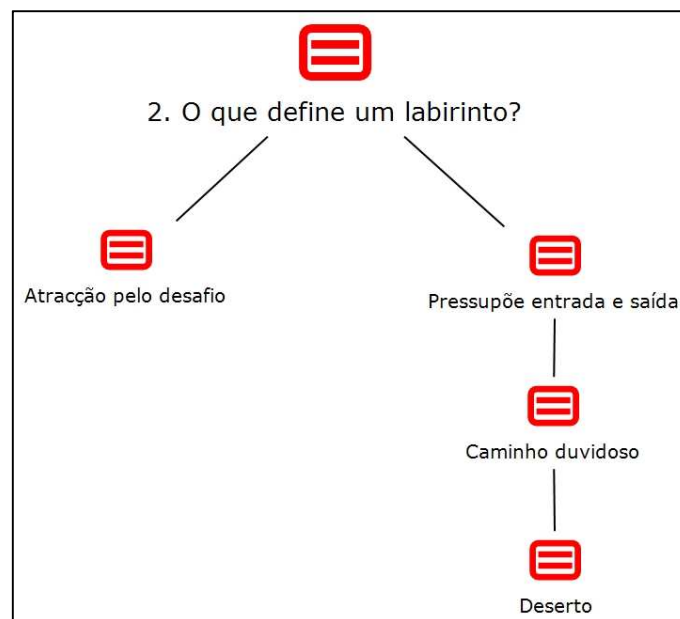 2. O que define um labirinto?
Atracção pelo desafio
Pressupõe entrada e saída
Caminho duvidoso
Deserto